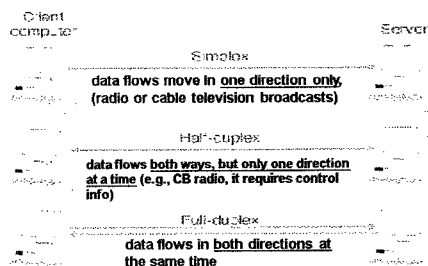 Client
computer
Server
Simplex
data flows move in one direction only,
(radio or cable television broadcasts)
Half-duplex
data flows both ways, but only one direction
at a time (e.g., CB radio, it requires control
info)
Full-duplex
data flows in both directions at
the same time